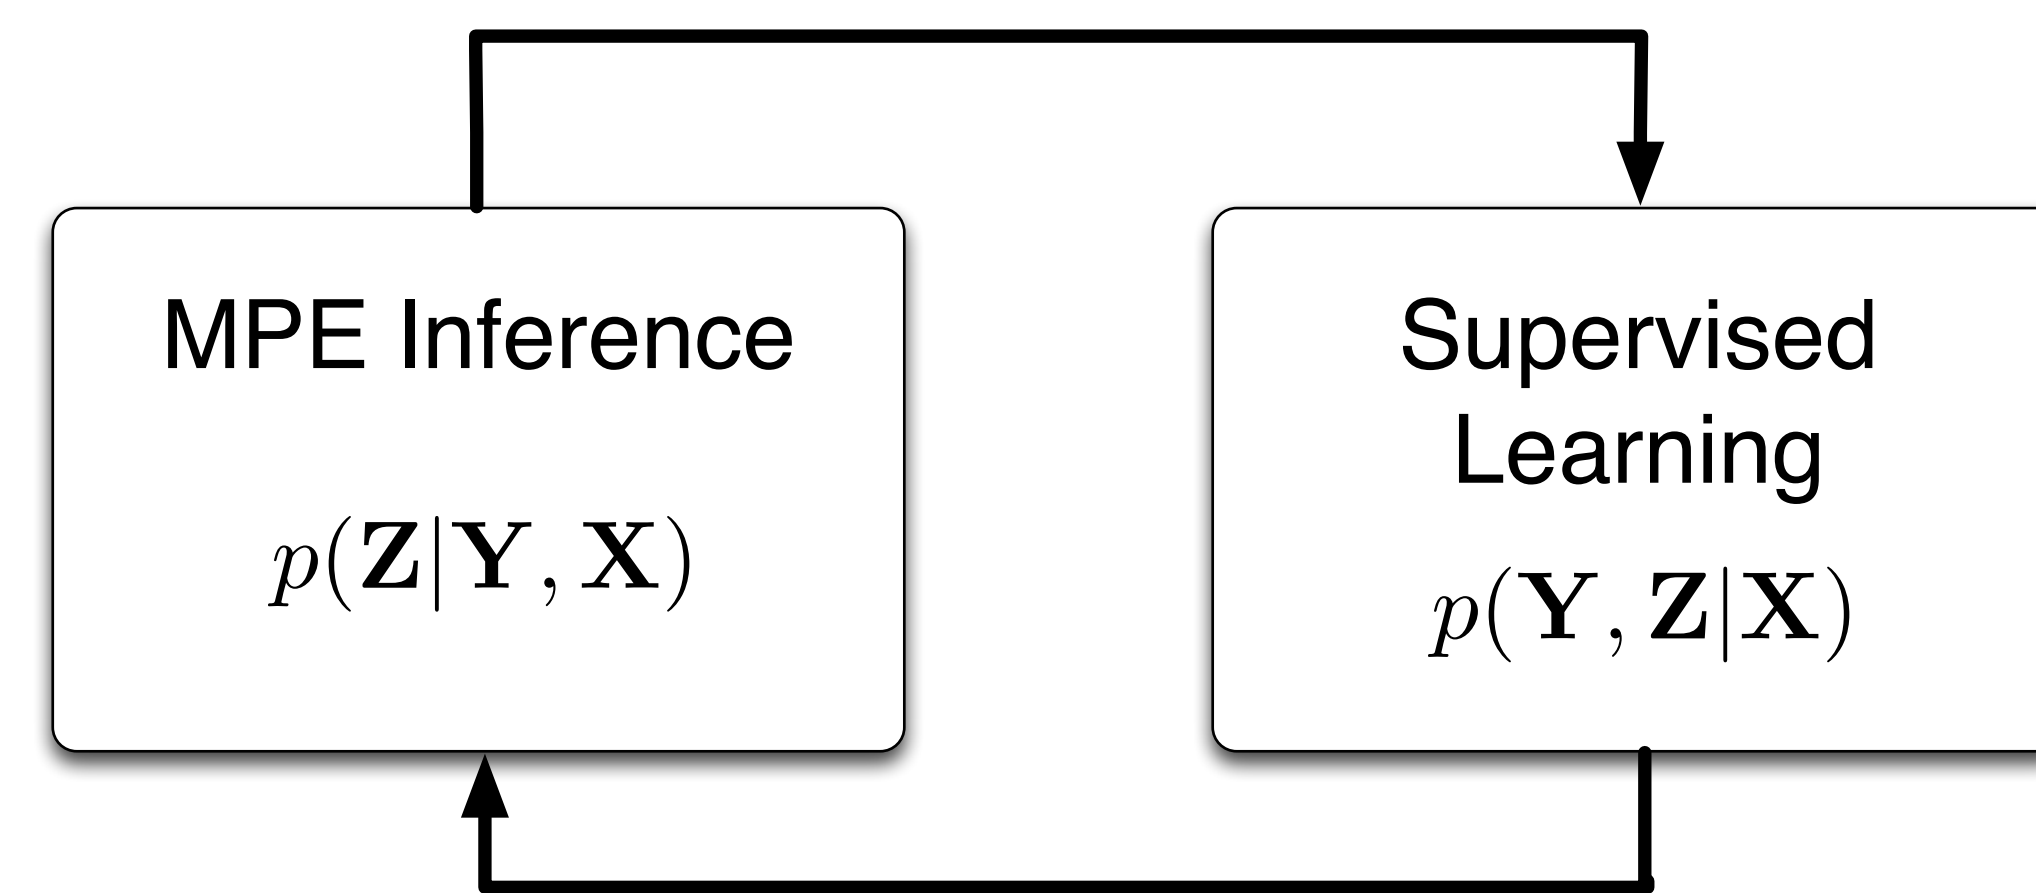 MPE Inference
p(Z|Y, X)
Supervised
Learning
p(Y, Z|X)